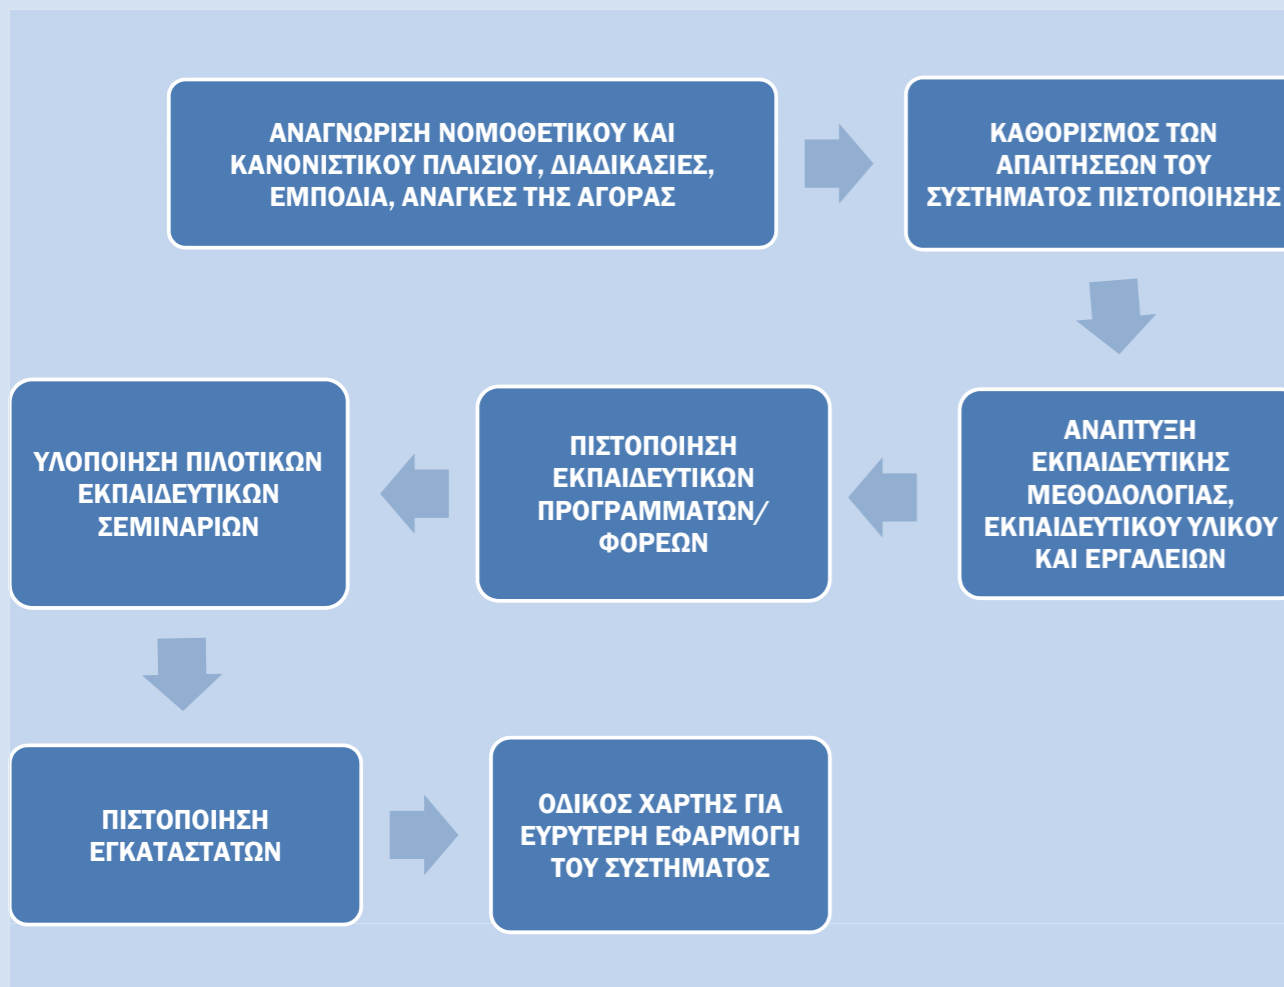 ΑΝΑΓΝΩΡΙΣΗ ΝΟΜΟΘΕΤΙΚΟΥ ΚΑΙ
ΚΑΝΟΝΙΣΤΙΚΟΥ ΠΛΑΙΣΙΟΥ, ΔΙΑΔΙΚΑΣΙΕΣ,
ΕΜΠΟΔΙΑ, ΑΝΑΓΚΕΣ ΤΗΣ ΑΓΟΡΑΣ
ΚΑΘΟΡΙΣΜΟΣ ΤΩΝ
ΑΠΑΙΤΗΣΕΩΝ ΤΟΥ
ΣΥΣΤΗΜΑΤΟΣ ΠΙΣΤΟΠΟΙΗΣΗΣ
ΑΝΑΠΤΥΞΗ
ΕΚΠΑΙΔΕΥΤΙΚΗΣ
ΜΕΘΟΔΟΛΟΓΙΑΣ,
ΕΚΠΑΙΔΕΥΤΙΚΟΥ ΥΛΙΚΟΥ
ΚΑΙ ΕΡΓΑΛΕΙΩΝ
ΠΙΣΤΟΠΟΙΗΣΗ
ΕΚΠΑΙΔΕΥΤΙΚΩΝ
ΠΡΟΓΡΑΜΜΑΤΩΝ/
ΦΟΡΕΩΝ
ΥΛΟΠΟΙΗΣΗ ΠΙΛΟΤΙΚΩΝ
ΕΚΠΑΙΔΕΥΤΙΚΩΝ
ΣΕΜΙΝΑΡΙΩΝ
ΠΙΣΤΟΠΟΙΗΣΗ
ΕΓΚΑΤΑΣΤΑΤΩΝ
ΟΔΙΚΟΣ ΧΑΡΤΗΣ ΓΙΑ
ΕΥΡΥΤΕΡΗ ΕΦΑΡΜΟΓΗ
ΤΟΥ ΣΥΣΤΗΜΑΤΟΣ